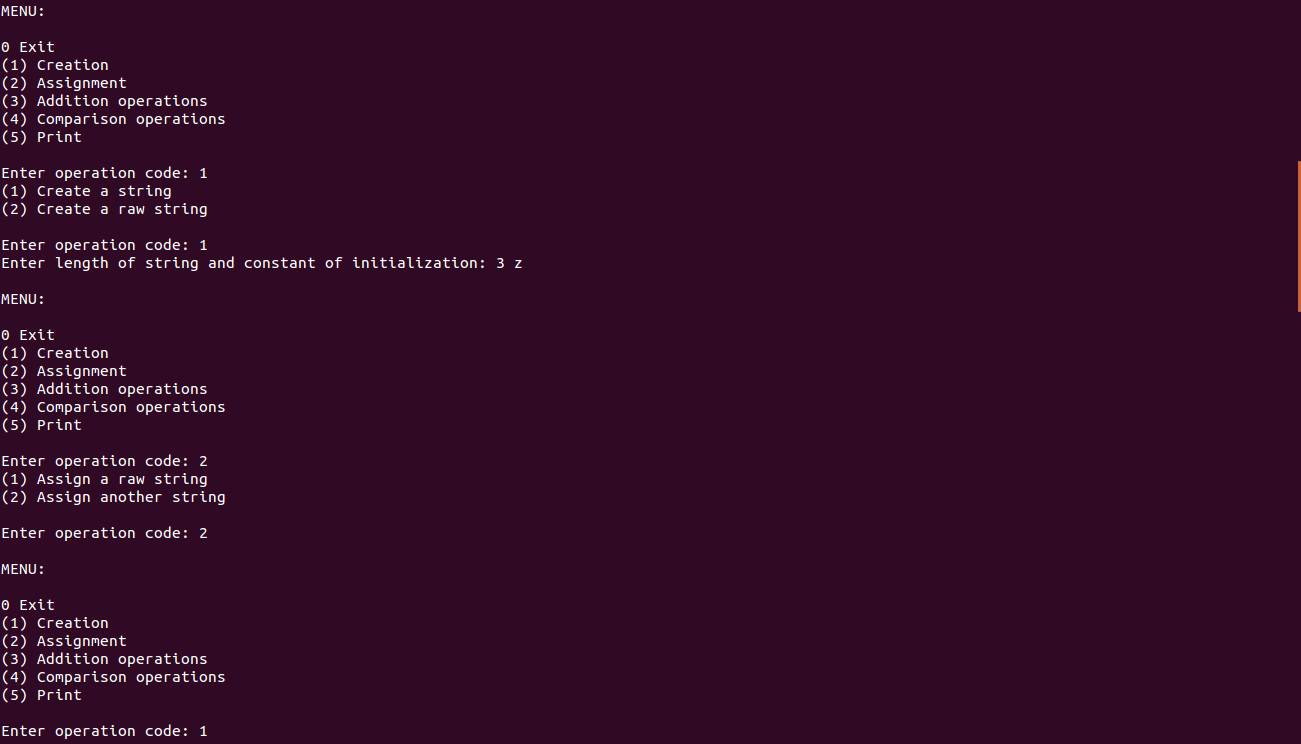 MENU:
0 Exit
(1) Creation
(2) Assignment
(3) Addition operations
(4) Comparison operations
(5) Print
Enter operation code: 1
(1) Create a string
(2) Create a raw string
Enter operation code: 1
Enter length of string and constant of initialization: 3 z
MENU:
0 Exit
(1) Creation
(2) Assignment
(3) Addition operations
(4) Comparison operations
(5) Print
Enter operation code: 2
(1) Assign a raw string
(2) Assign another string
Enter operation code: 2
MENU:
0 Exit
(1) Creation
(2) Assignment
(3) Addition operations
(4) Comparison operations
(5) Print
Enter operation code: 1